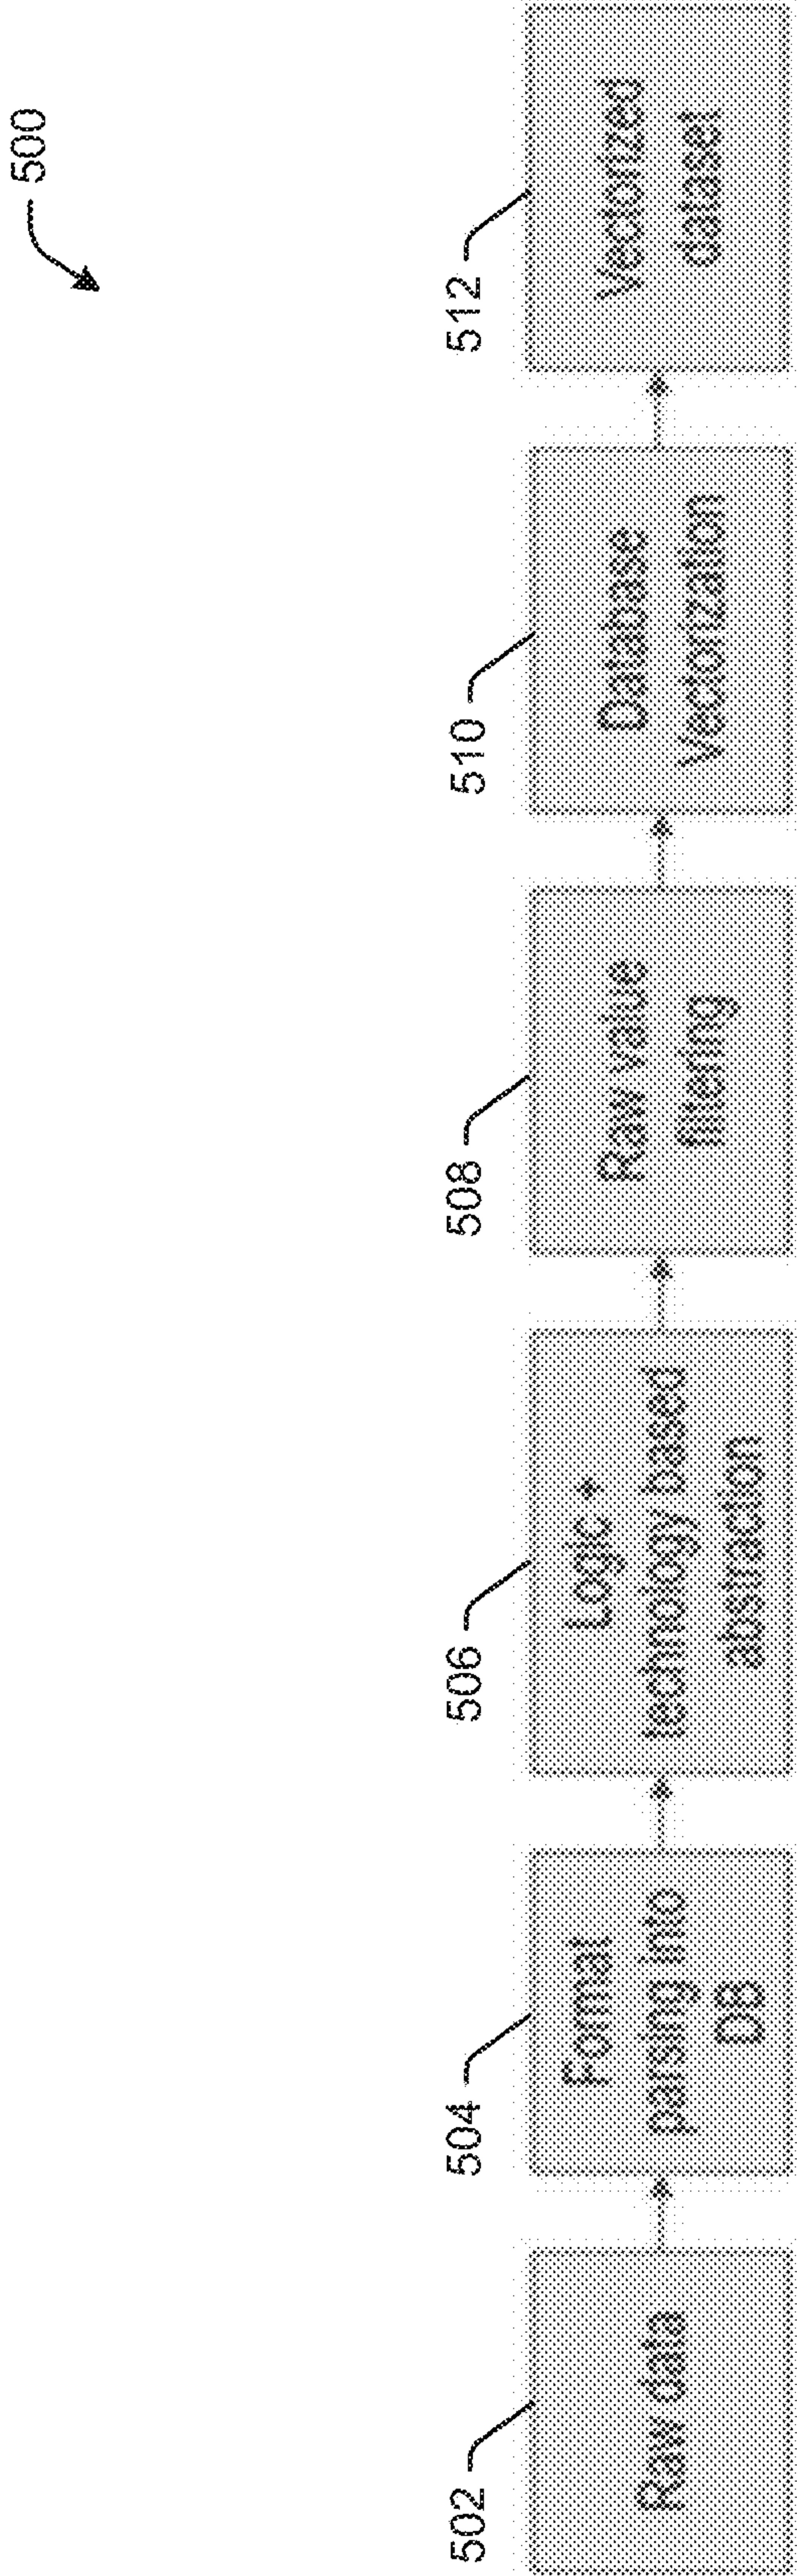 500
502
Raw data
504
Format
parsing into
DB
506
Logic +
technology based
abstraction
508
Raw value
filtering
510
Database
Vectorization
512
Vectorized
dataset